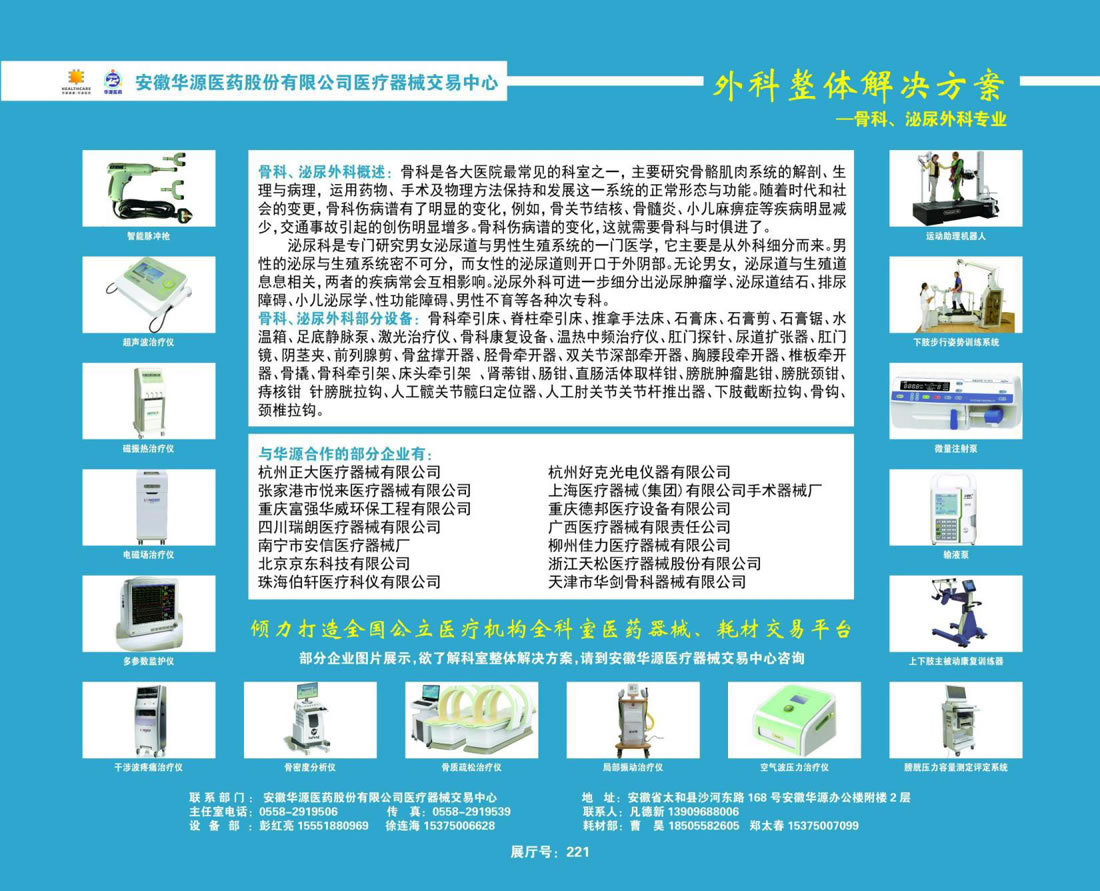 HEALTHCARE
华源医药
安徽华源医药股份有限公司医疗器械交易中心
外科整体解决方案
—骨科、泌尿外科专业
智能脉冲枪
超声波治疗仪
磁振热治疗仪
电磁场治疗仪
多参数监护仪
骨科、泌尿外科概述：骨科是各大医院最常见的科室之一，主要研究骨骼肌肉系统的解剖、生
理与病理，运用药物、手术及物理方法保持和发展这一系统的正常形态与功能。随着时代和社
会的变更，骨科伤病谱有了明显的变化，例如，骨关节结核、骨髓炎、小儿麻痹症等疾病明显减
少，交通事故引起的创伤明显增多。骨科伤病谱的变化，这就需要骨科与时俱进了。
泌尿科是专门研究男女泌尿道与男性生殖系统的一门医学，它主要是从外科细分而来。男
性的泌尿与生殖系统密不可分，而女性的泌尿道则开口于外阴部。无论男女，泌尿道与生殖道
息息相关，两者的疾病常会互相影响。泌尿外科可进一步细分出泌尿肿瘤学、泌尿道结石、排尿
障碍、小儿泌尿学、性功能障碍、男性不育等各种次专科。
骨科、泌尿外科部分设备：骨科牵引床、脊柱牵引床、推拿手法床、石膏床、石膏剪、石膏锯、水
温箱、足底静脉泵、激光治疗仪、骨科康复设备、温热中频治疗仪、肛门探针、尿道扩张器、肛门
镜、阴茎夹、前列腺剪、骨盆撑开器、胫骨牵开器、双关节深部牵开器、胸腰段牵开器、椎板牵开
器、骨撬、骨科牵引架、床头牵引架 、肾蒂钳、肠钳、直肠活体取样钳、膀胱肿瘤匙钳、膀胱颈钳、
痔核钳 针膀胱拉钩、人工髋关节髋臼定位器、人工肘关节关节杆推出器、下肢截断拉钩、骨钩、
颈椎拉钩。
与华源合作的部分企业有：
杭州正大医疗器械有限公司 杭州好克光电仪器有限公司
张家港市悦来医疗器械有限公司 上海医疗器械(集团)有限公司手术器械厂
重庆富强华威环保工程有限公司 重庆德邦医疗设备有限公司
四川瑞朗医疗器械有限公司 广西医疗器械有限责任公司
南宁市安信医疗器械厂 柳州佳力医疗器械有限公司
北京京东科技有限公司 浙江天松医疗器械股份有限公司
珠海伯轩医疗科仪有限公司 天津市华剑骨科器械有限公司
倾力打造全国公立医疗机构全科室医药器械、耗材交易平台
部分企业图片展示，欲了解科室整体解决方案，请到安徽华源医疗器械交易中心咨询
运动助理机器人
下肢步行姿势训练系统
微量注射泵
输液泵
上下肢主被动康复训练器
干涉波疼痛治疗仪 骨密度分析仪 骨质疏松治疗仪 局部振动治疗仪 空气波压力治疗仪 膀胱压力容量测定评定系统
联系部门：安徽华源医药股份有限公司医疗器械交易中心
主任室电话：0558-2919506 传 真：0558-2919539
设 备 部：彭红亮 15551880969 徐连海 15375006628
地 址：安徽省太和县沙河东路 168 号安徽华源办公楼附楼 2 层
联系人：凡德新 13909688006
耗材部：曹 昊 18505582605 郑太春 15375007099
展厅号：221